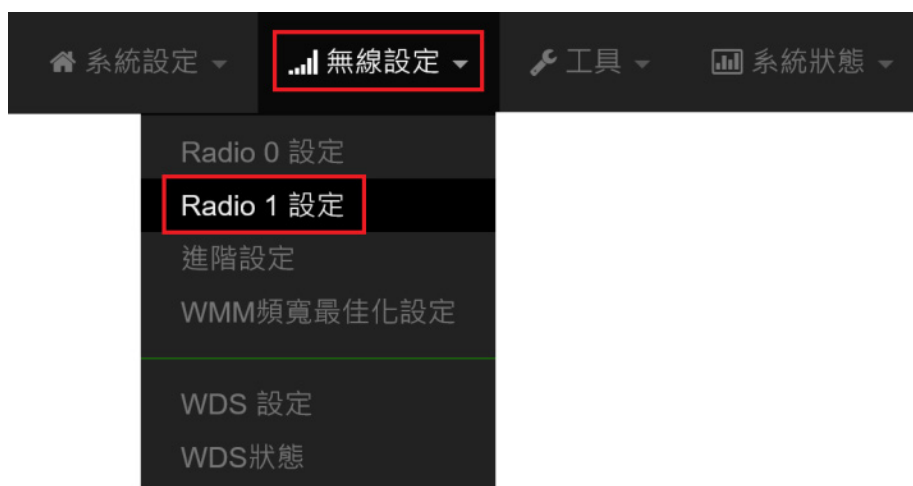 系統設定 無線設定 工具 系統狀態
Radio 0 設定
Radio 1 設定
進階設定
WMM頻寬最佳化設定
WDS 設定
WDS狀態